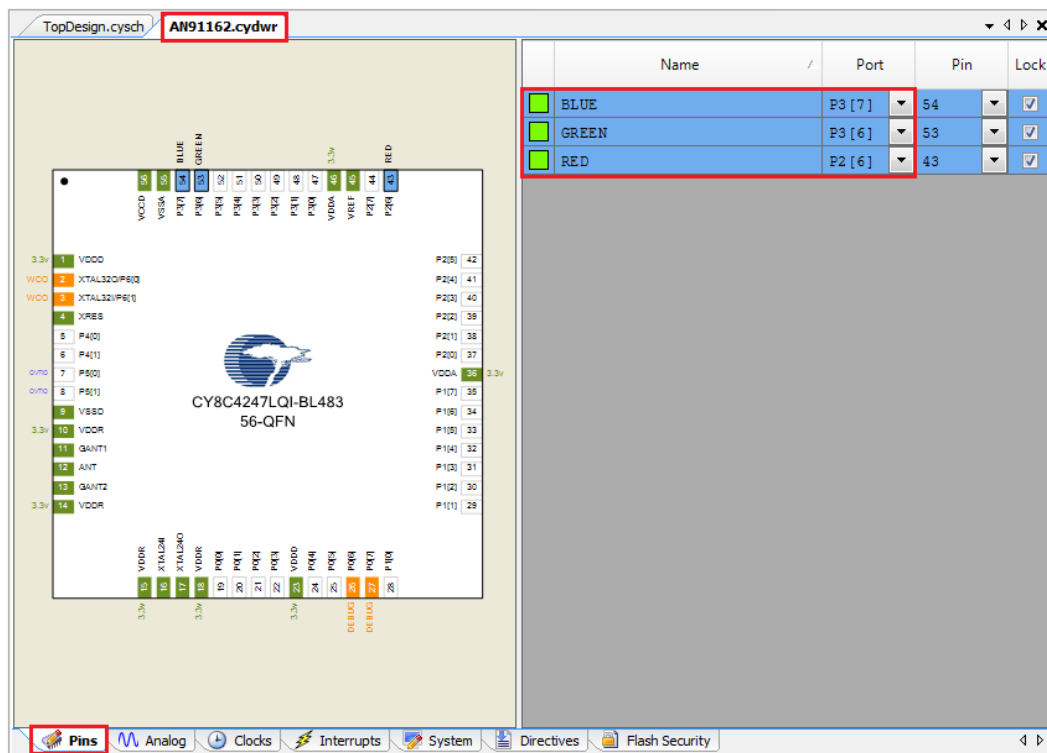 TopDesign.cysch AN91162.cydwr
Name Port Pin Lock
BLUE P3[7] 54
GREEN P3[6] 53
RED P2[6] 43
BLUE GREEN 3.3v RED
56 55 54 53 52 51 50 49 48 47 46 45 44 43
VCCD VSSA P3[7] P3[6] P3[5] P3[4] P3[3] P3[2] P3[1] P3[0] VDDA VREF P2[7] P2[6]
3.3v 1 VDDD
WCO 2 XTAL32O/P6[0]
WCO 3 XTAL32I/P6[1]
4 XRES
5 P4[0]
6 P4[1]
7 P5[0]
8 P5[1]
9 VSSD
3.3v 10 VDDR
11 GANT1
12 ANT
13 GANT2
3.3v 14 VDDR
CY8C4247LQI-BL483
56-QFN
P2[5] 42
P2[4] 41
P2[3] 40
P2[2] 39
P2[1] 38
P2[0] 37
VDDA 36 3.3v
P1[7] 35
P1[6] 34
P1[5] 33
P1[4] 32
P1[3] 31
P1[2] 30
P1[1] 29
VDDR XTAL24I XTAL24O VDDR P0[0] P0[1] P0[2] P0[3] VDDD P0[4] P0[5] P0[6] P0[7] P1[0]
15 16 17 18 19 20 21 22 23 24 25 26 27 28
3.3v 3.3v 3.3v DEBUG DEBUG
Pins Analog Clocks Interrupts System Directives Flash Security